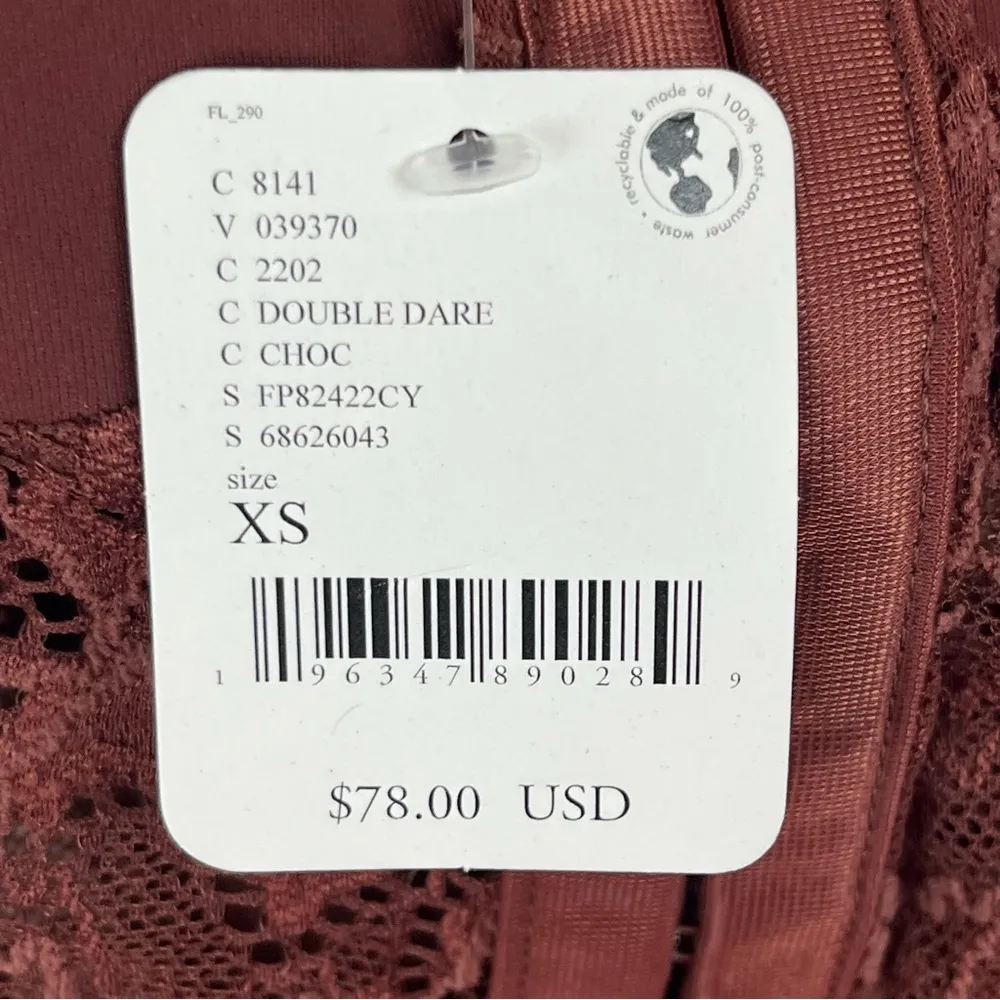 FL_290
recyclable & made of 100% post-consumer waste •
C 8141
V 039370
C 2202
C DOUBLE DARE
C CHOC
S FP82422CY
S 68626043
size
XS
1 96347 89028 9
$78.00 USD